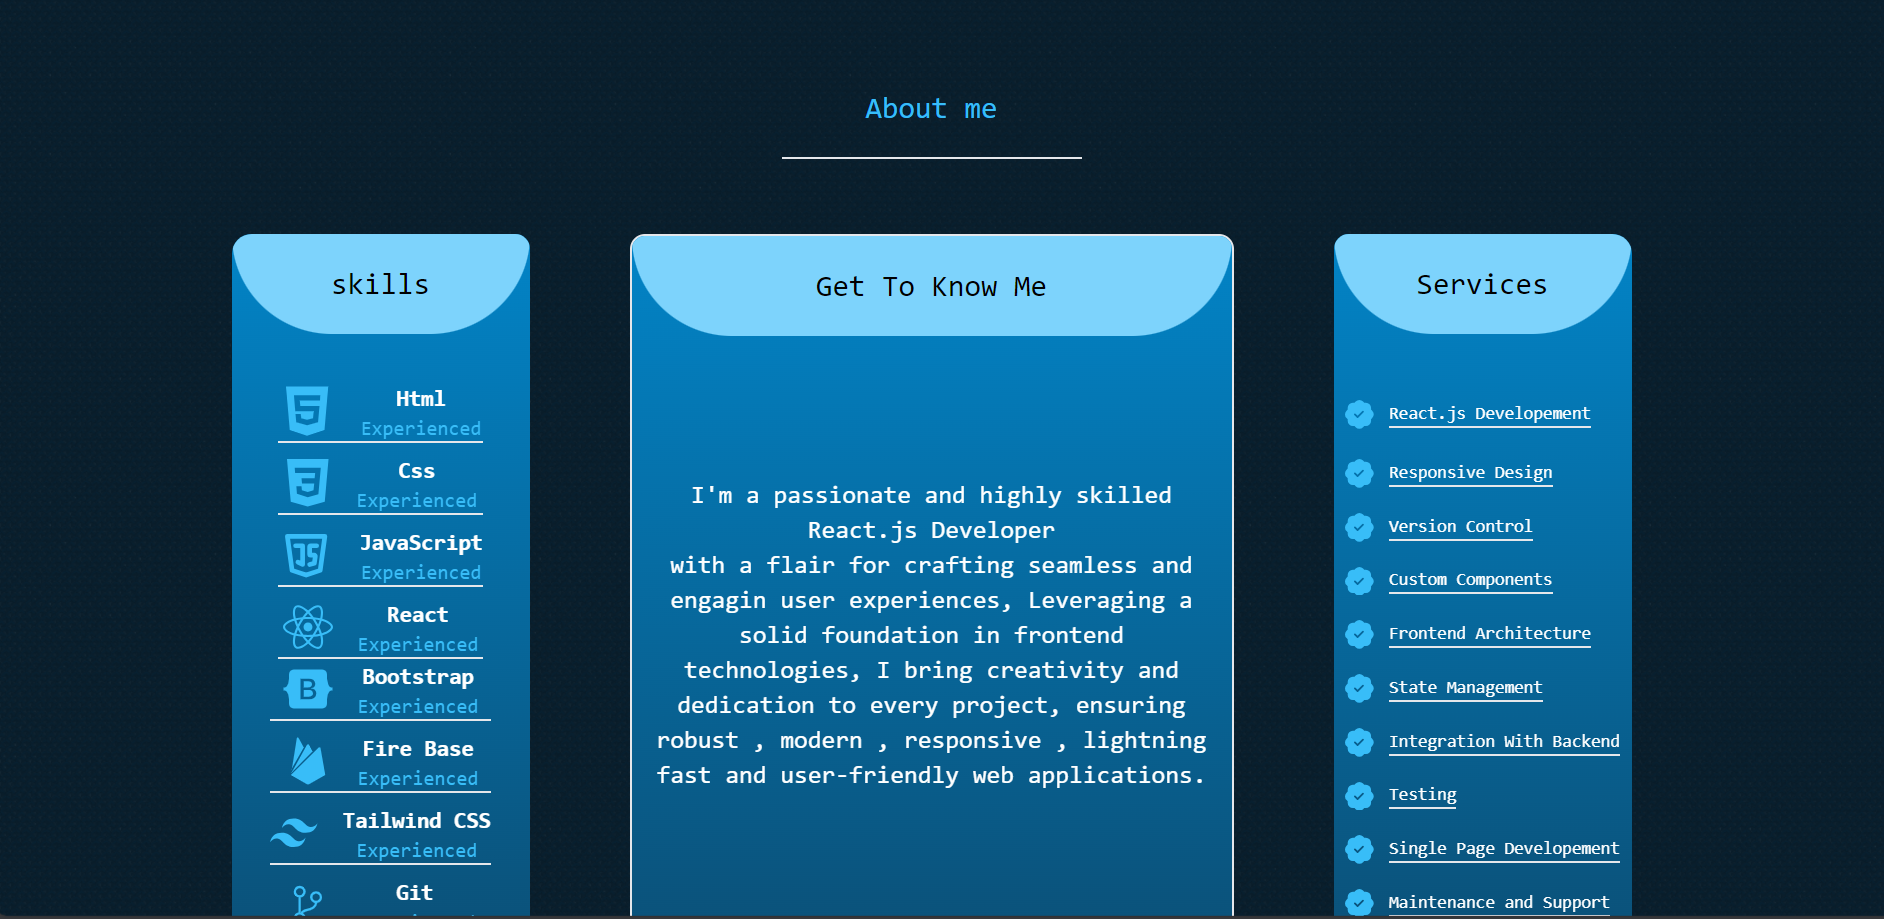 About me
skills
Html
Experienced
Css
Experienced
JavaScript
Experienced
React
Experienced
B
Bootstrap
Experienced
Fire Base
Experienced
Tailwind CSS
Experienced
Git
Get To Know Me
I'm a passionate and highly skilled
React.js Developer
with a flair for crafting seamless and
engagin user experiences, Leveraging a
solid foundation in frontend
technologies, I bring creativity and
dedication to every project, ensuring
robust , modern , responsive , lightning
fast and user-friendly web applications.
Services
React.js Developement
Responsive Design
Version Control
Custom Components
Frontend Architecture
State Management
Integration With Backend
Testing
Single Page Developement
Maintenance and Support